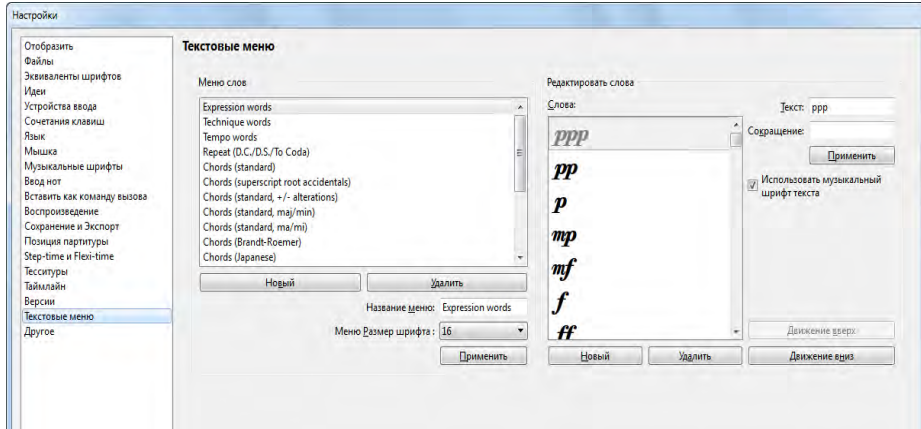 Настройки
Отобразить
Файлы
Эквиваленты шрифтов
Идеи
Устройства ввода
Сочетания клавиш
Язык
Мышка
Музыкальные шрифты
Ввод нот
Вставить как команду вызова
Воспроизведение
Сохранение и Экспорт
Позиция партитуры
Step-time и Flexi-time
Тесситуры
Таймлайн
Версии
Текстовые меню
Другое
Текстовые меню
Меню слов
Expression words
Technique words
Tempo words
Repeat (D.C./D.S./To Coda)
Chords (standard)
Chords (superscript root accidentals)
Chords (standard, +/- alterations)
Chords (standard, maj/min)
Chords (standard, ma/mi)
Chords (Brandt-Roemer)
Chords (Japanese)
Новый
Удалить
Название меню: Expression words
Меню Размер шрифта : 16
Применить
Редактировать слова
Слова:
ppp
pp
p
mp
mf
f
ff
Новый
Удалить
Текст: ppp
Сокращение:
Применить
Использовать музыкальный
шрифт текста
Движение вверх
Движение вниз